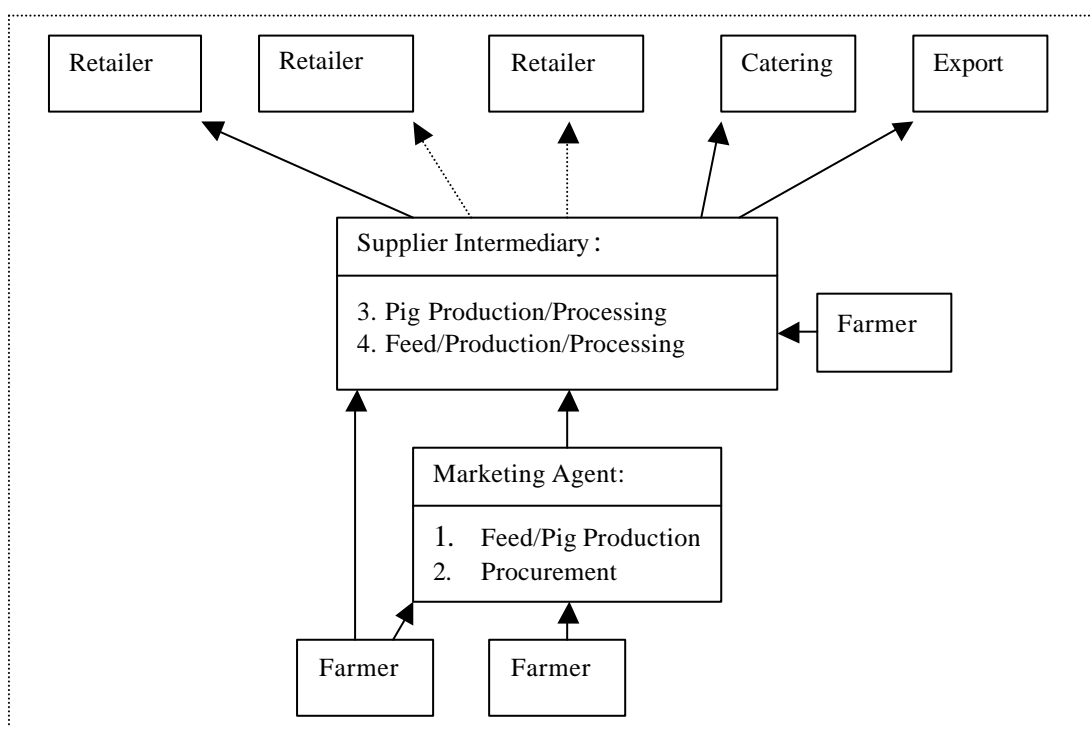 Retailer
Retailer
Retailer
Catering
Export
Supplier Intermediary:
3. Pig Production/Processing
4. Feed/Production/Processing
Farmer
Marketing Agent:
1. Feed/Pig Production
2. Procurement
Farmer
Farmer